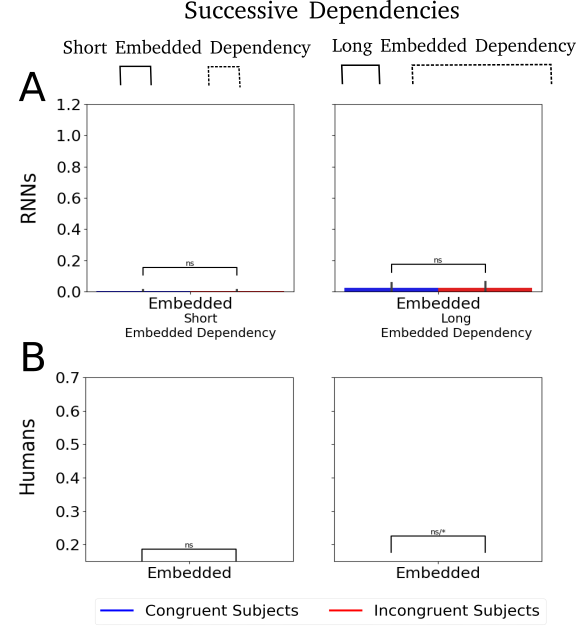 Successive Dependencies
Short Embedded Dependency
Long Embedded Dependency
A
RNNs
1.2
1.0
0.8
0.6
0.4
0.2
0.0
ns
ns
Embedded
Short
Embedded Dependency
Embedded
Long
Embedded Dependency
B
Humans
0.7
0.6
0.5
0.4
0.3
0.2
ns
ns/*
Embedded
Embedded
Congruent Subjects
Incongruent Subjects